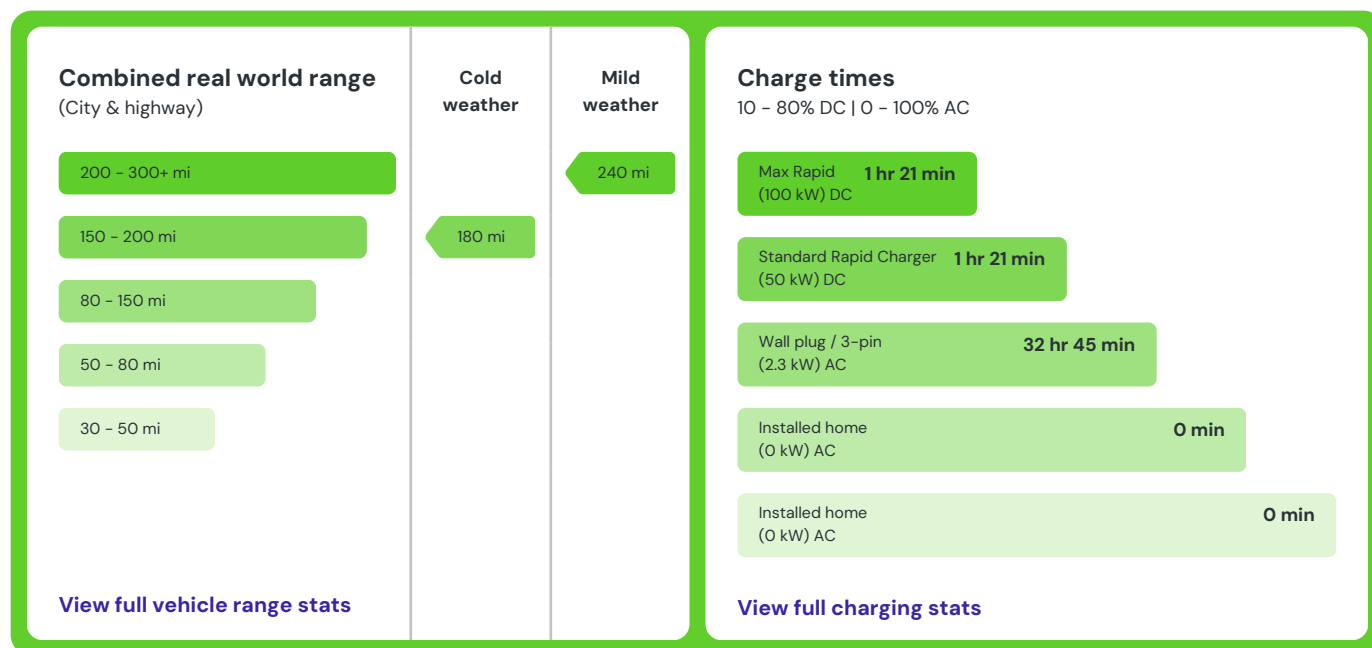 Combined real world range
(City & highway)
Cold
weather
Mild
weather
200 - 300+ mi
240 mi
150 - 200 mi
180 mi
80 - 150 mi
50 - 80 mi
30 - 50 mi
View full vehicle range stats
Charge times
10 - 80% DC | 0 - 100% AC
Max Rapid 1 hr 21 min
(100 kW) DC
Standard Rapid Charger 1 hr 21 min
(50 kW) DC
Wall plug / 3-pin 32 hr 45 min
(2.3 kW) AC
Installed home 0 min
(0 kW) AC
Installed home 0 min
(0 kW) AC
View full charging stats